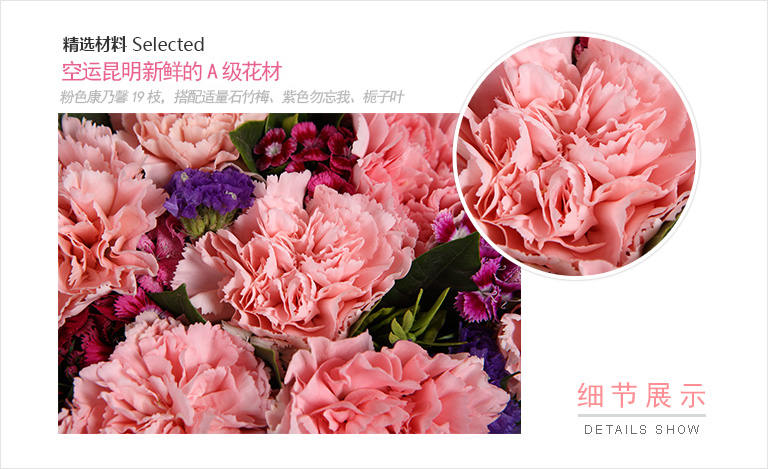 精选材料 Selected
空运昆明新鲜的 A 级花材
粉色康乃馨 19 枝，搭配适量石竹梅、紫色勿忘我、栀子叶
细节展示
DETAILS SHOW